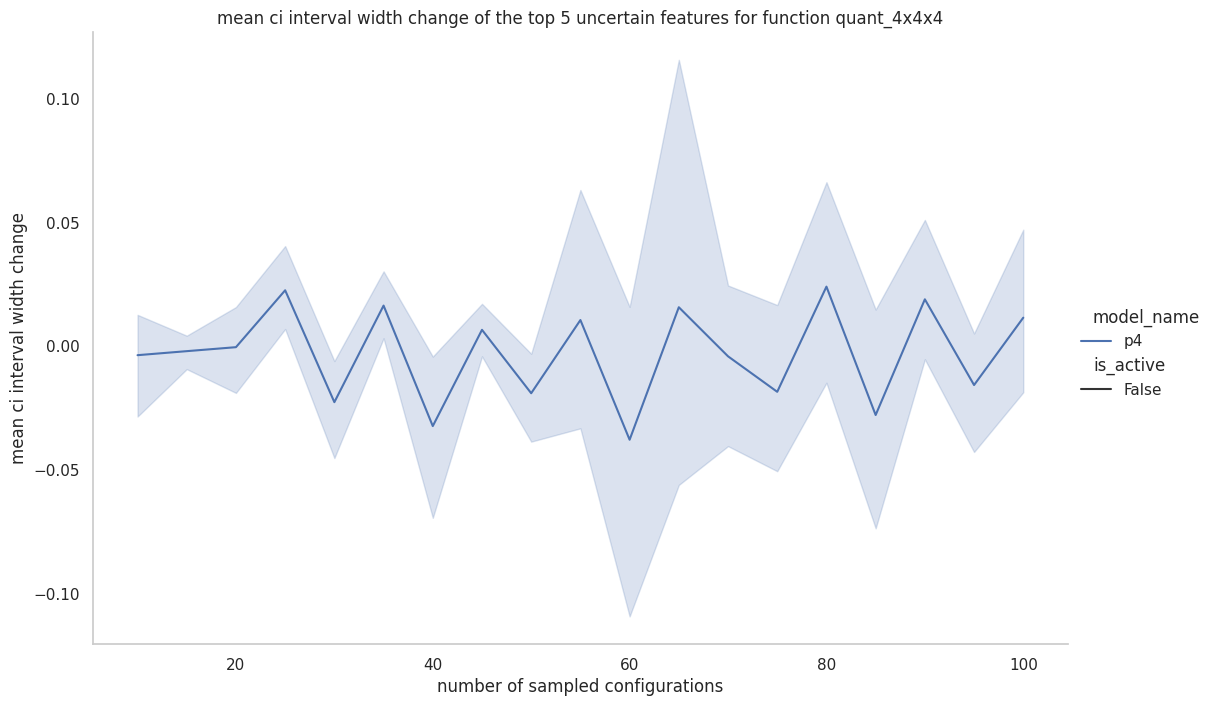 mean ci interval width change of the top 5 uncertain features for function quant_4x4x4
mean ci interval width change
0.10
0.05
0.00
−0.05
−0.10
20
40
60
80
100
number of sampled configurations
model_name
p4
is_active
False